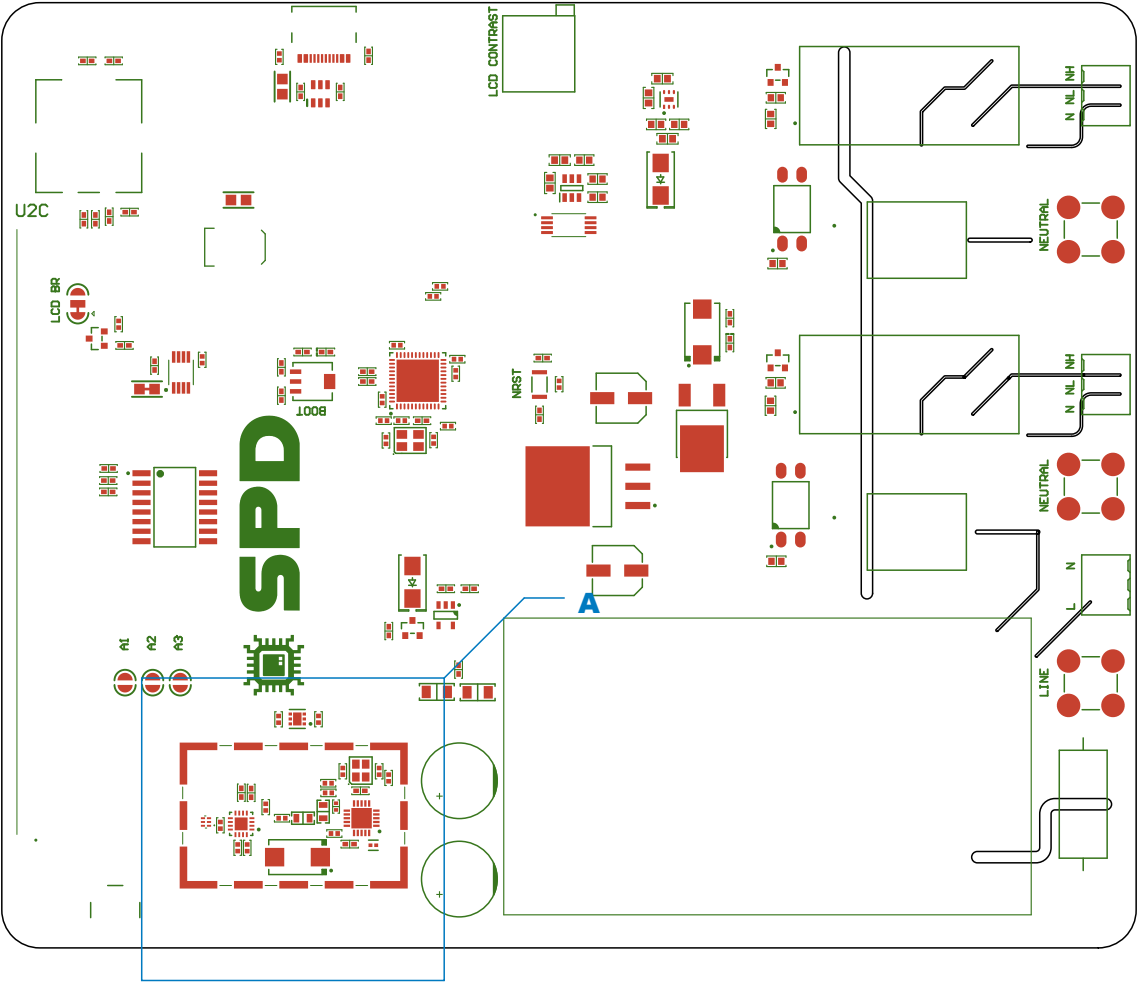 LCD CONTRAST
NH
NL
N
U2C
NEUTRAL
LCD BR
NH
NL
N
NRST
BOOT
SPD
NEUTRAL
N
L
A
A1
A2
A3
LINE
+
+